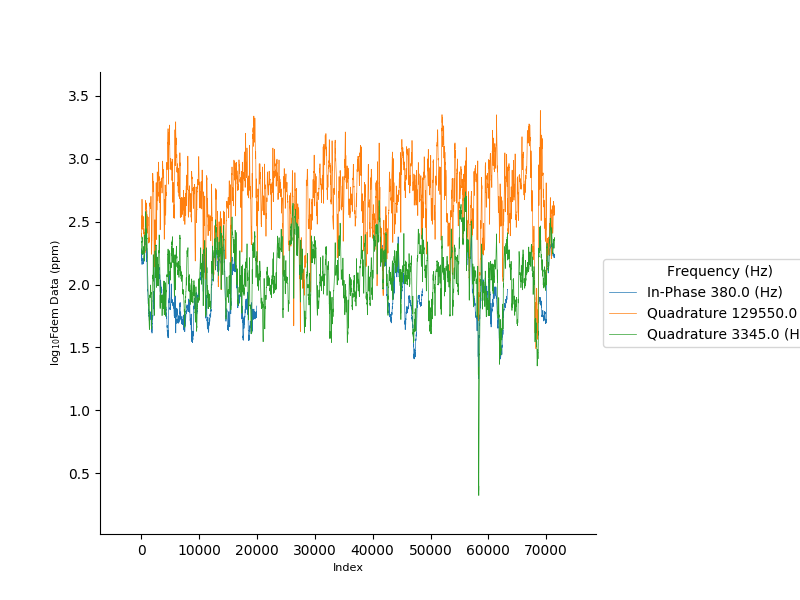 3.5
3.0
2.5
2.0
1.5
1.0
0.5
log₁₀Fdem Data (ppm)
0 10000 20000 30000 40000 50000 60000 70000
Index
Frequency (Hz)
In-Phase 380.0 (Hz)
Quadrature 129550.0
Quadrature 3345.0 (H